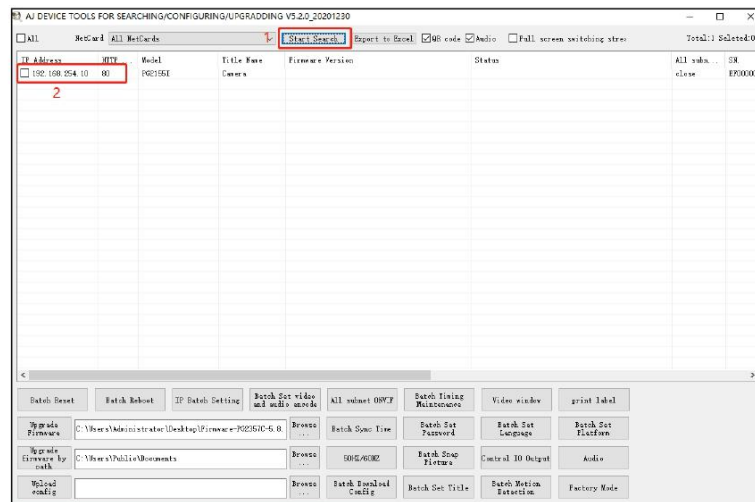 AJ DEVICE TOOLS FOR SEARCHING/CONFIGURING/UPGRADDING V5.2.0_20201230
All NetCard All NetCards 1 Start Search Export to Excel QR code Audio Full screen switching stre Total:1 Seleted:0
IP Address HTTP ... Model Title Name Firmware Version Status All subn... SN.
192.168.254.10 80 PG2155I Camera close EF0000
2
Batch Reset Batch Reboot IP Batch Setting Batch Set video and audio encode All subnet ONVIF Batch Timing Maintenance Video window print label
Upgrade Firmware C:\Users\Administrator\Desktop\Firmware-PG2357C-5.8. Browse ... Batch Sync Time Batch Set Password Batch Set Language Batch Set Platform
Upgrade Firmware by path C:\Users\Public\Documents Browse ... 50HZ/60HZ Batch Snap Picture Control IO Output Audio
Upload config Browse ... Batch Download Config Batch Set Title Batch Motion Detection Factory Mode